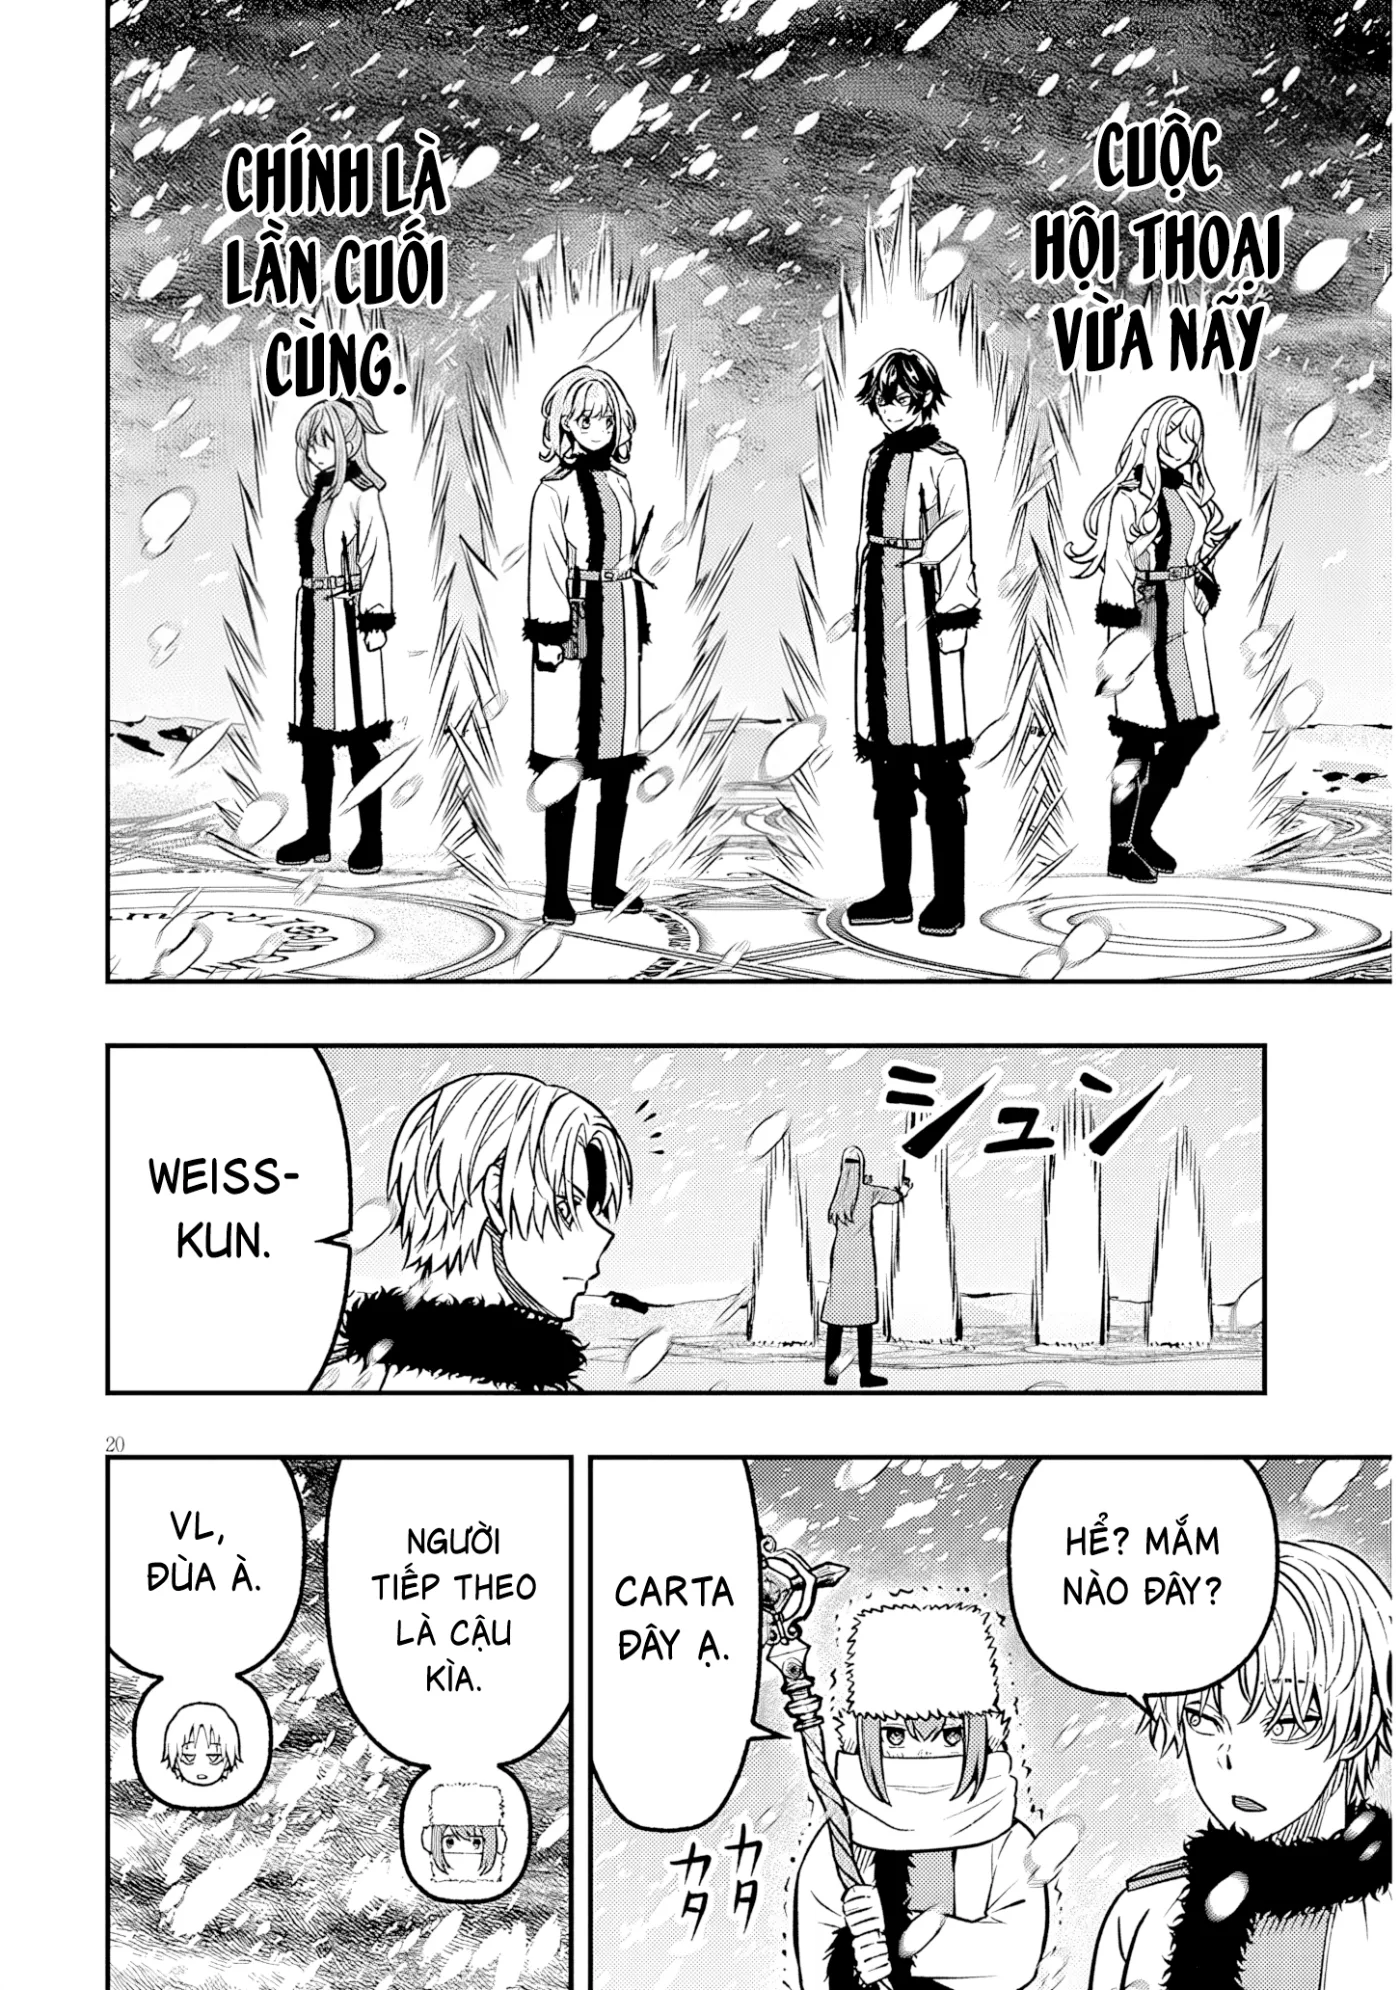 CUỘC
HỘI THOẠI
VỪA NÃY
CHÍNH LÀ
LẦN CUỐI
CÙNG.
シュン
WEISS-
KUN.
20
HỂ? MẮM
NÀO ĐÂY?
CARTA
ĐÂY Ạ.
カタ
カタ
NGƯỜI
TIẾP THEO
LÀ CẬU
KÌA.
VL,
ĐÙA À.